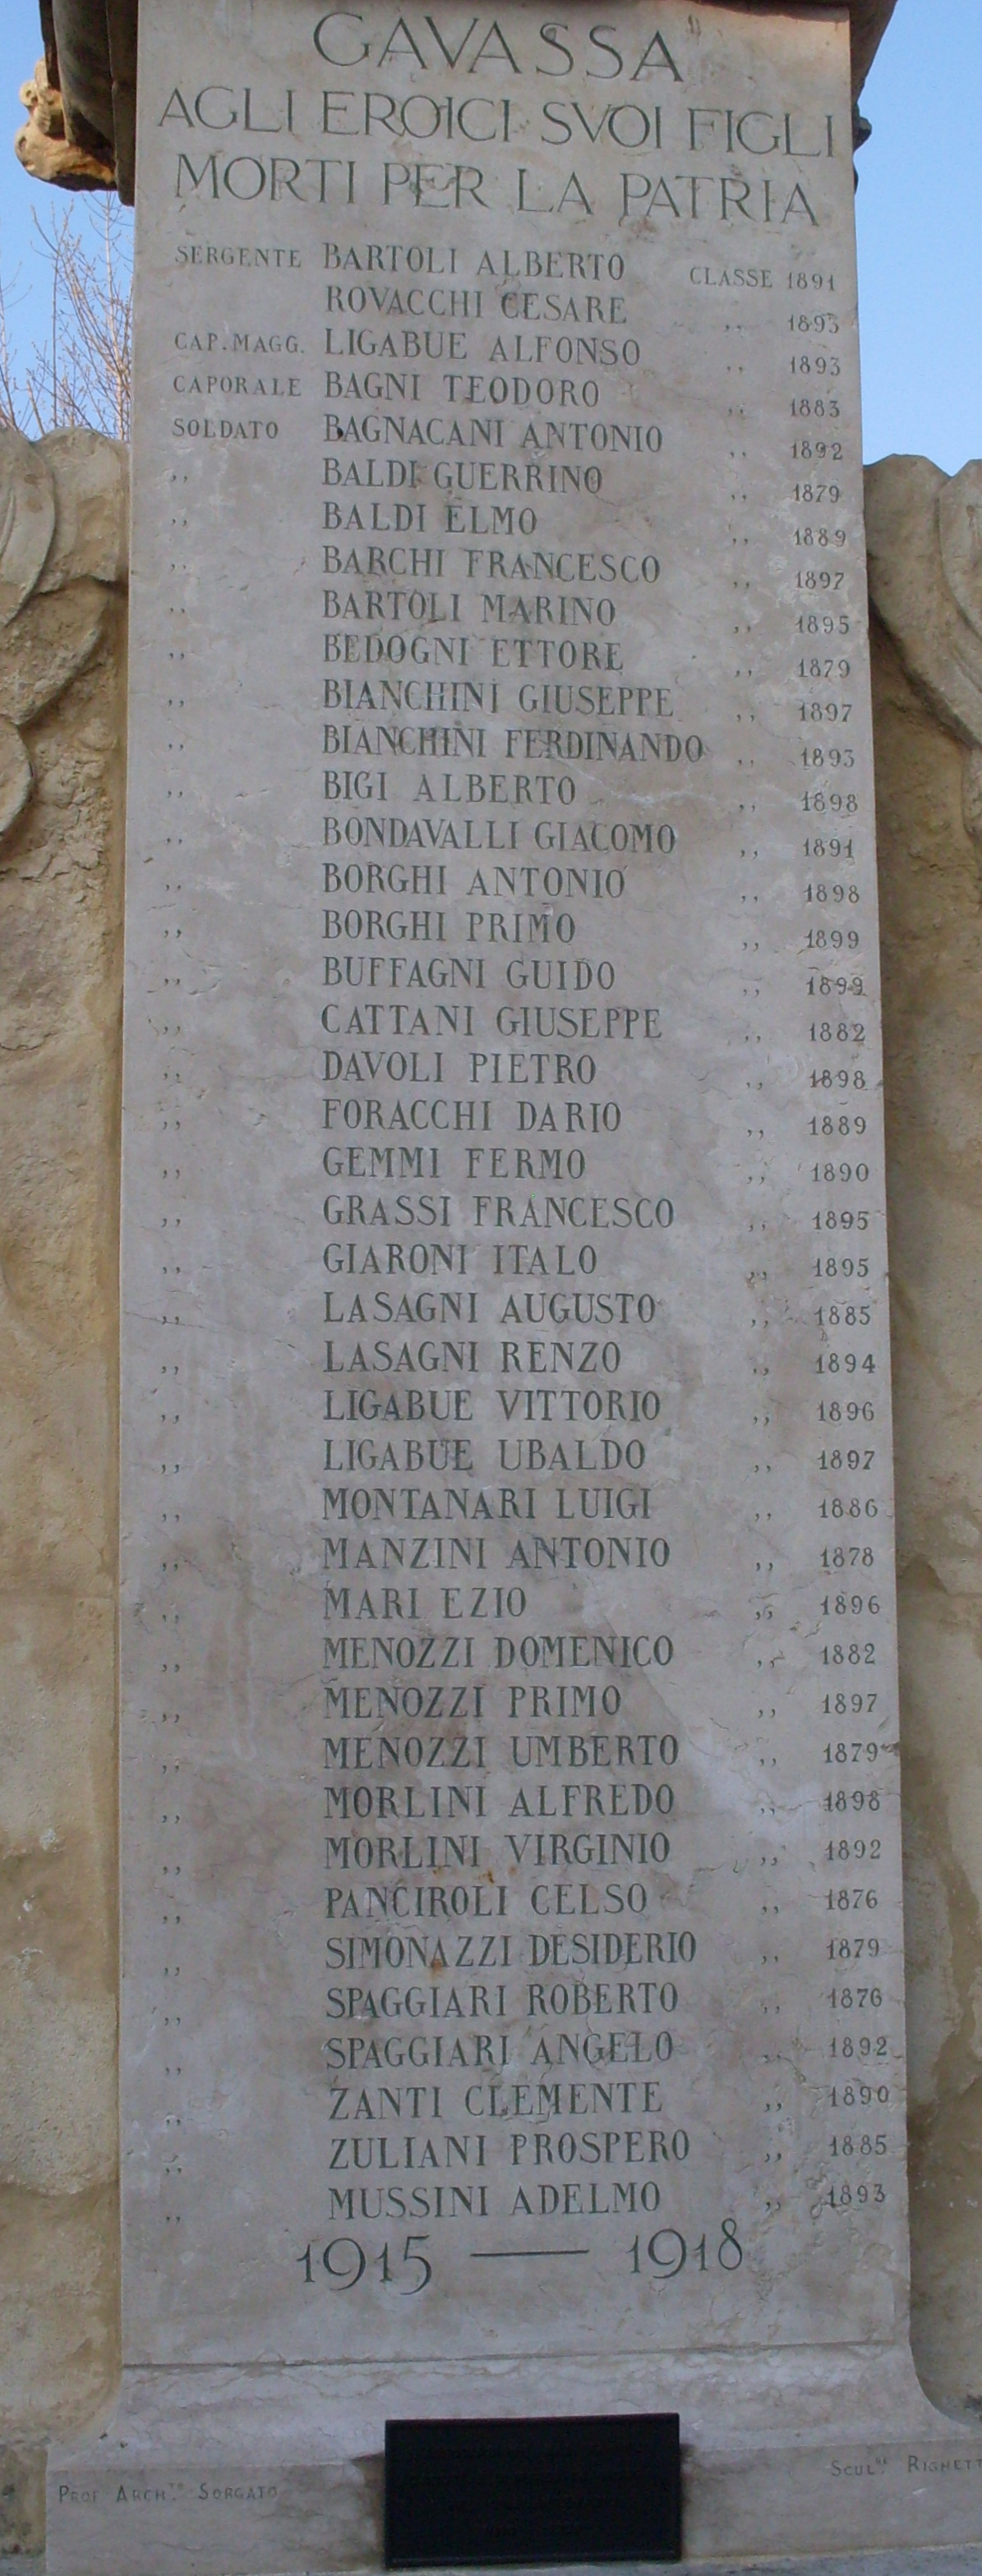 GAVASSA
AGLI EROICI SVOI FIGLI
MORTI PER LA PATRIA
SERGENTE BARTOLI ALBERTO CLASSE 1891
ROVACCHI CESARE ,, 1893
CAP. MAGG. LIGABUE ALFONSO ,, 1893
CAPORALE BAGNI TEODORO ,, 1883
SOLDATO BAGNACANI ANTONIO ,, 1892
,, BALDI GUERRINO ,, 1879
,, BALDI ELMO ,, 1889
,, BARCHI FRANCESCO ,, 1897
,, BARTOLI MARINO ,, 1895
,, BEDOGNI ETTORE ,, 1879
,, BIANCHINI GIUSEPPE ,, 1897
,, BIANCHINI FERDINANDO ,, 1893
,, BIGI ALBERTO ,, 1898
,, BONDAVALLI GIACOMO ,, 1891
,, BORGHI ANTONIO ,, 1898
,, BORGHI PRIMO ,, 1899
,, BUFFAGNI GUIDO ,, 1899
,, CATTANI GIUSEPPE ,, 1882
,, DAVOLI PIETRO ,, 1898
,, FORACCHI DARIO ,, 1889
,, GEMMI FERMO ,, 1890
,, GRASSI FRANCESCO ,, 1895
,, GIARONI ITALO ,, 1895
,, LASAGNI AUGUSTO ,, 1885
,, LASAGNI RENZO ,, 1894
,, LIGABUE VITTORIO ,, 1896
,, LIGABUE UBALDO ,, 1897
,, MONTANARI LUIGI ,, 1886
,, MANZINI ANTONIO ,, 1878
,, MARI EZIO ,, 1896
,, MENOZZI DOMENICO ,, 1882
,, MENOZZI PRIMO ,, 1897
,, MENOZZI UMBERTO ,, 1879
,, MORLINI ALFREDO ,, 1898
,, MORLINI VIRGINIO ,, 1892
,, PANCIROLI CELSO ,, 1876
,, SIMONAZZI DESIDERIO ,, 1879
,, SPAGGIARI ROBERTO ,, 1876
,, SPAGGIARI ANGELO ,, 1892
,, ZANTI CLEMENTE ,, 1890
,, ZULIANI PROSPERO ,, 1885
,, MUSSINI ADELMO ,, 1893
1915 — 1918
PROF. ARCH.TO SORGATO
SCUL.RE RIGHETT